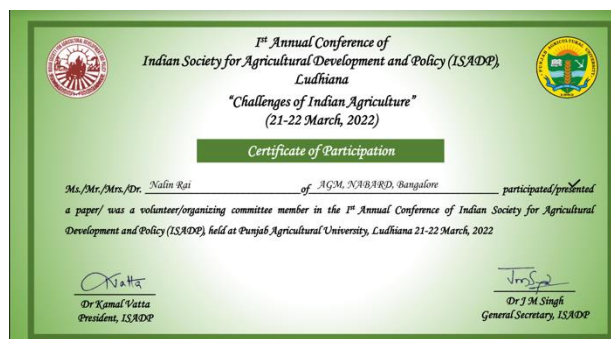 Iˢᵗ Annual Conference of
Indian Society for Agricultural Development and Policy (ISADP),
Ludhiana
“Challenges of Indian Agriculture”
(21-22 March, 2022)
Certificate of Participation
Ms./Mr./Mrs./Dr. Nalin Rai of AGM, NABARD, Bangalore participated/presented
a paper/ was a volunteer/organizing committee member in the Iˢᵗ Annual Conference of Indian Society for Agricultural
Development and Policy (ISADP), held at Punjab Agricultural University, Ludhiana 21-22 March, 2022
Dr Kamal Vatta
President, ISADP
Dr J M Singh
General Secretary, ISADP